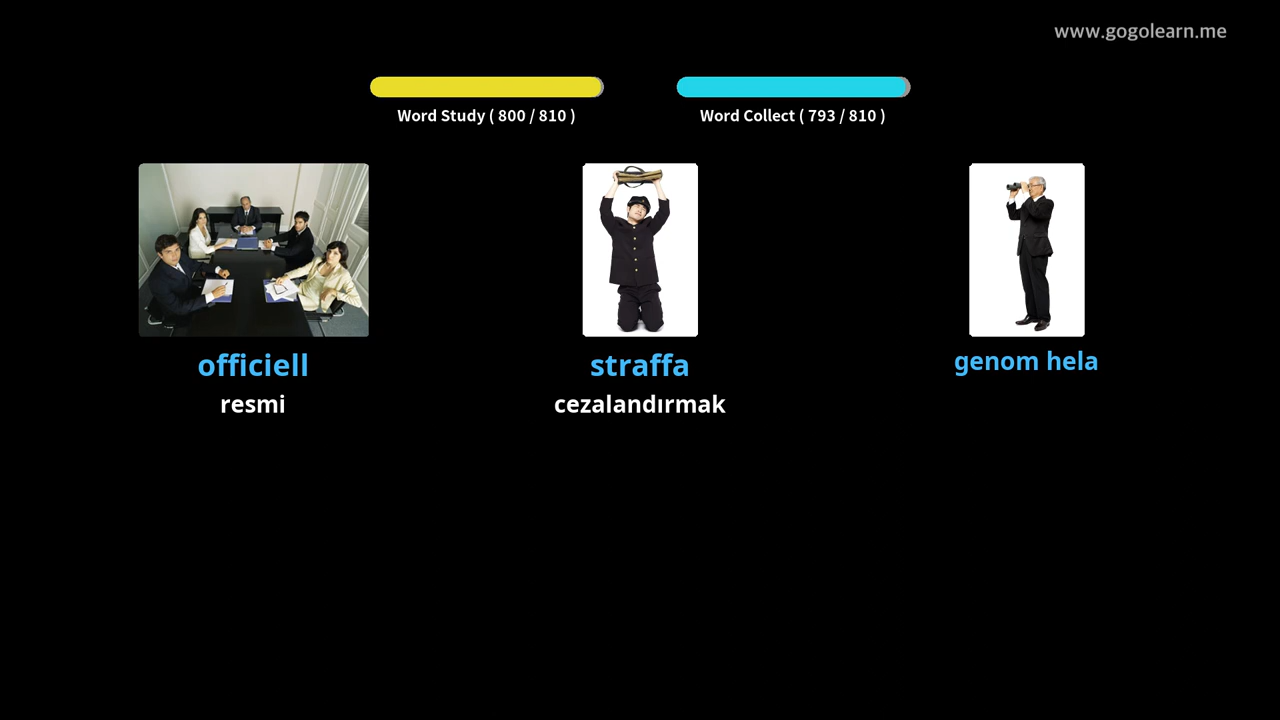 www.gogolearn.me
Word Study ( 800 / 810 )
Word Collect ( 793 / 810 )
officiell
straffa
genom hela
resmi
cezalandırmak